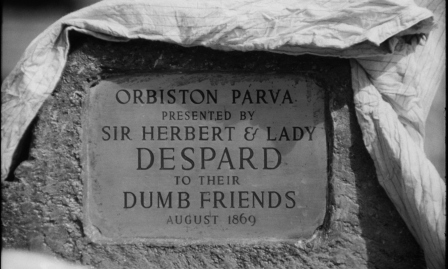 ORBISTON PARVA
PRESENTED BY
SIR HERBERT & LADY
DESPARD
TO THEIR
DUMB FRIENDS
AUGUST 1869